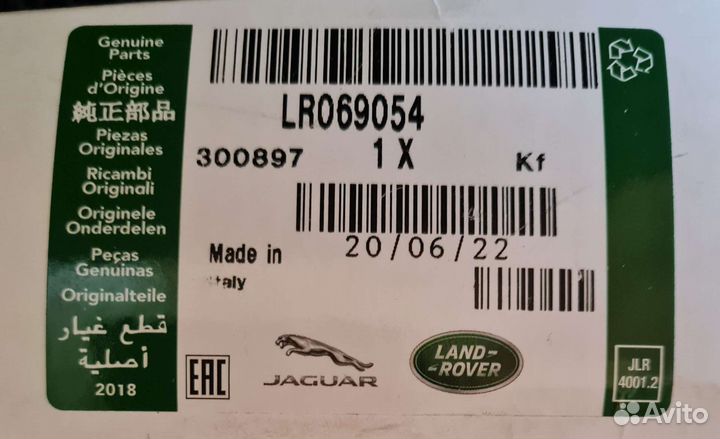 Genuine
Parts
Pièces
d'Origine
純正部品
Piezas
Originales
Ricambi
Originali
Originele
Onderdelen
Peças
Genuínas
Originalteile
قطع غيار
أصلية
2018
LR069054
300897 1 X Kf
20/06/22
Made in
Italy
EAC
JAGUAR
LAND-
-ROVER
JLR
4001.2
Avito